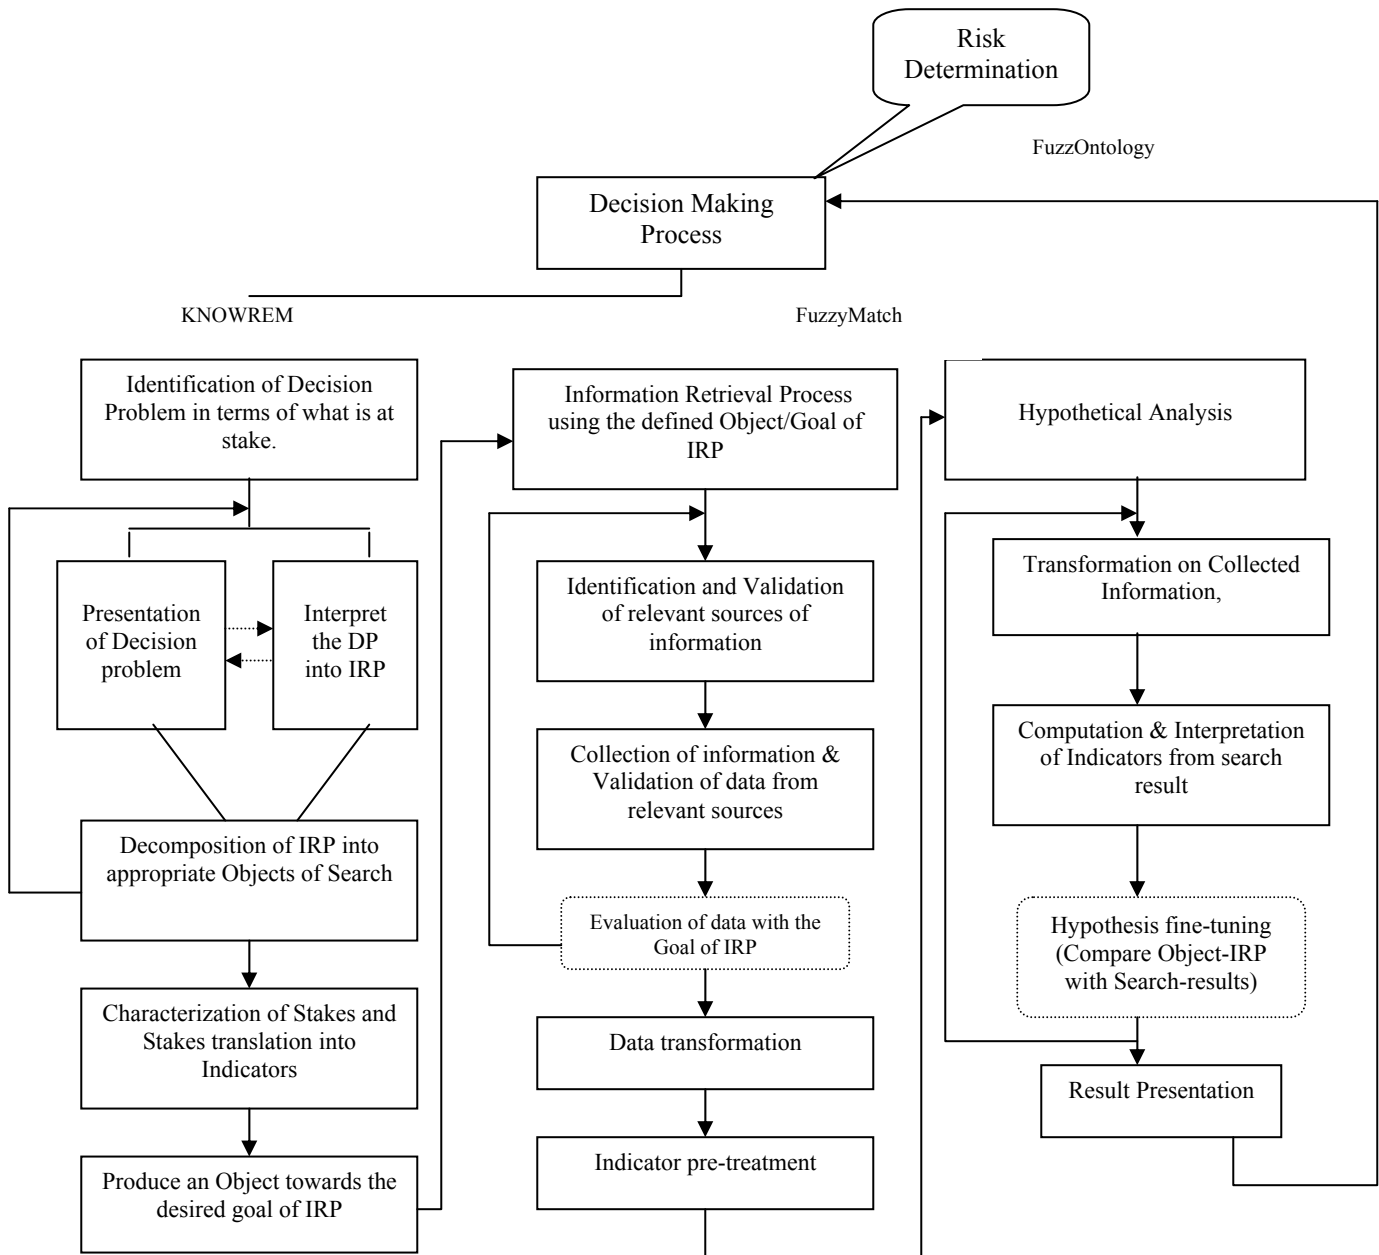 Risk
Determination
FuzzOntology
Decision Making
Process
KNOWREM
FuzzyMatch
Identification of Decision
Problem in terms of what is at
stake.
Presentation
of Decision
problem
Interpret
the DP
into IRP
Decomposition of IRP into
appropriate Objects of Search
Characterization of Stakes and
Stakes translation into
Indicators
Produce an Object towards the
desired goal of IRP
Information Retrieval Process
using the defined Object/Goal of
IRP
Identification and Validation
of relevant sources of
information
Collection of information &
Validation of data from
relevant sources
Evaluation of data with the
Goal of IRP
Data transformation
Indicator pre-treatment
Hypothetical Analysis
Transformation on Collected
Information,
Computation & Interpretation
of Indicators from search
result
Hypothesis fine-tuning
(Compare Object-IRP
with Search-results)
Result Presentation